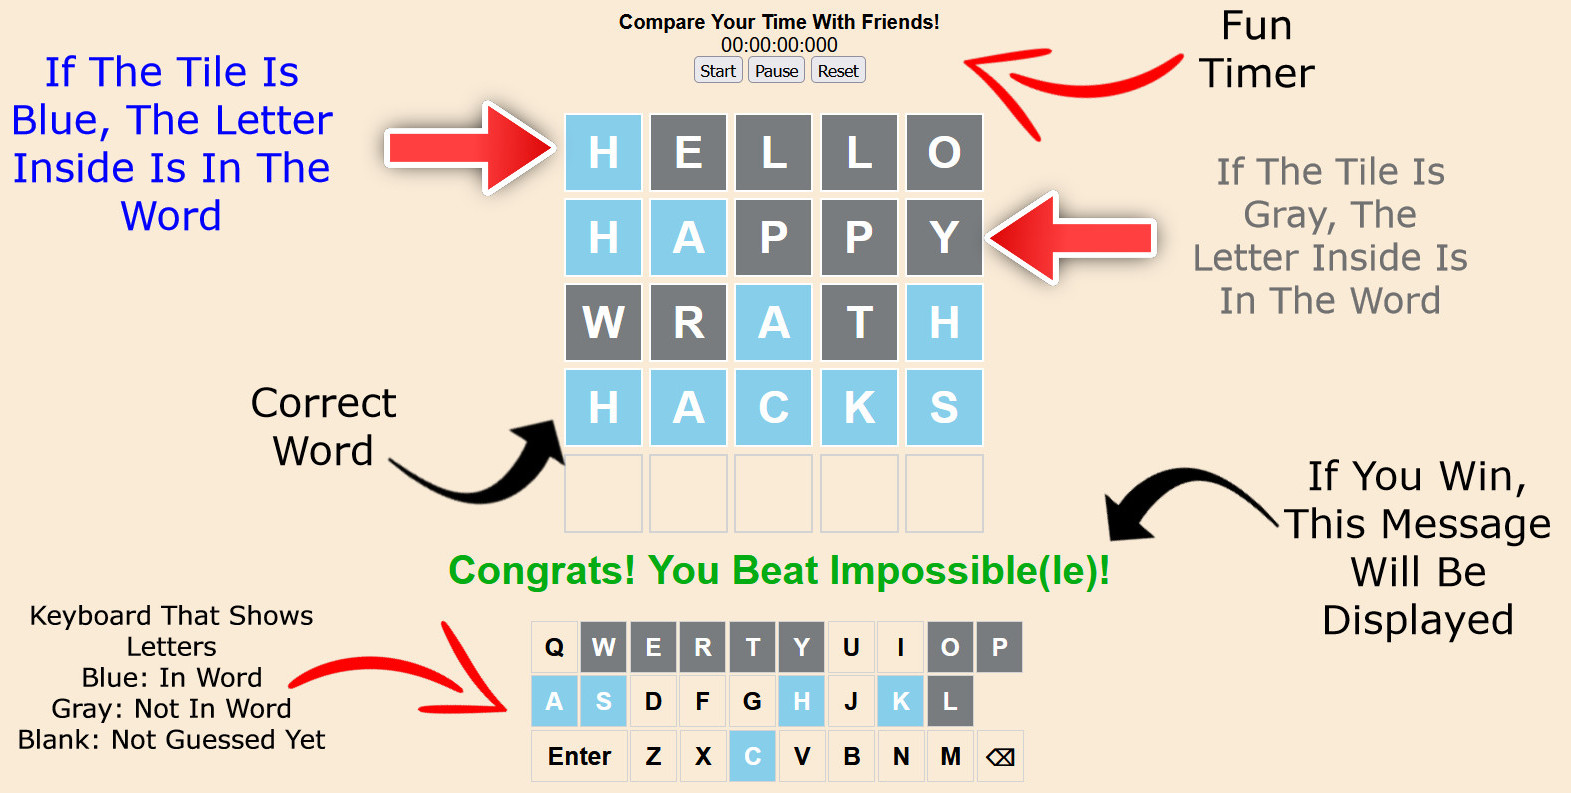 Compare Your Time With Friends!
00:00:00:000
Start Pause Reset
Fun
Timer
If The Tile Is
Blue, The Letter
Inside Is In The
Word
H E L L O
If The Tile Is
Gray, The
Letter Inside Is
In The Word
H A P P Y
W R A T H
Correct
Word
H A C K S
If You Win,
This Message
Will Be
Displayed
Congrats! You Beat Impossible(le)!
Keyboard That Shows
Letters
Blue: In Word
Gray: Not In Word
Blank: Not Guessed Yet
Q W E R T Y U I O P
A S D F G H J K L
Enter Z X C V B N M ⌫